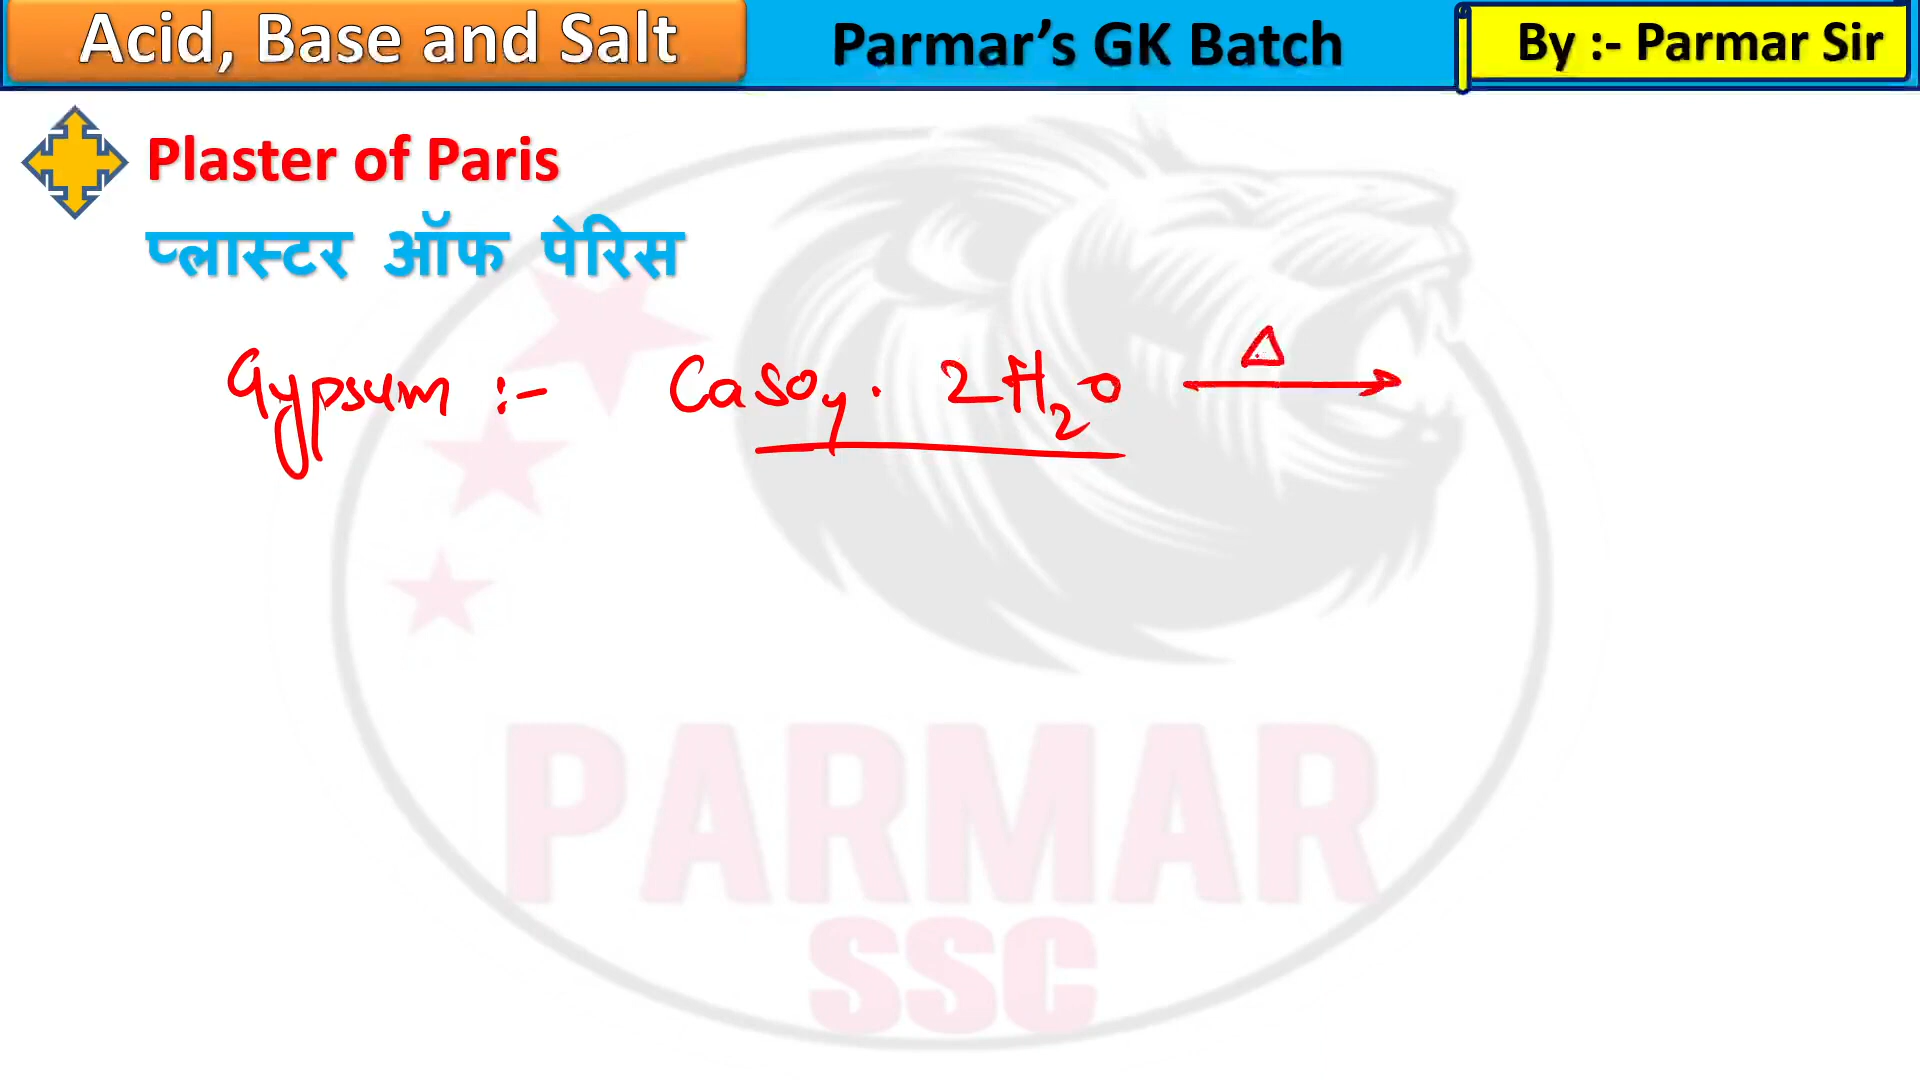 Acid, Base and Salt
Parmar's GK Batch
By :- Parmar Sir
Plaster of Paris
प्लास्टर ऑफ पेरिस
Gypsum :- CaSO₄ · 2H₂O △ →
PARMAR
SSC